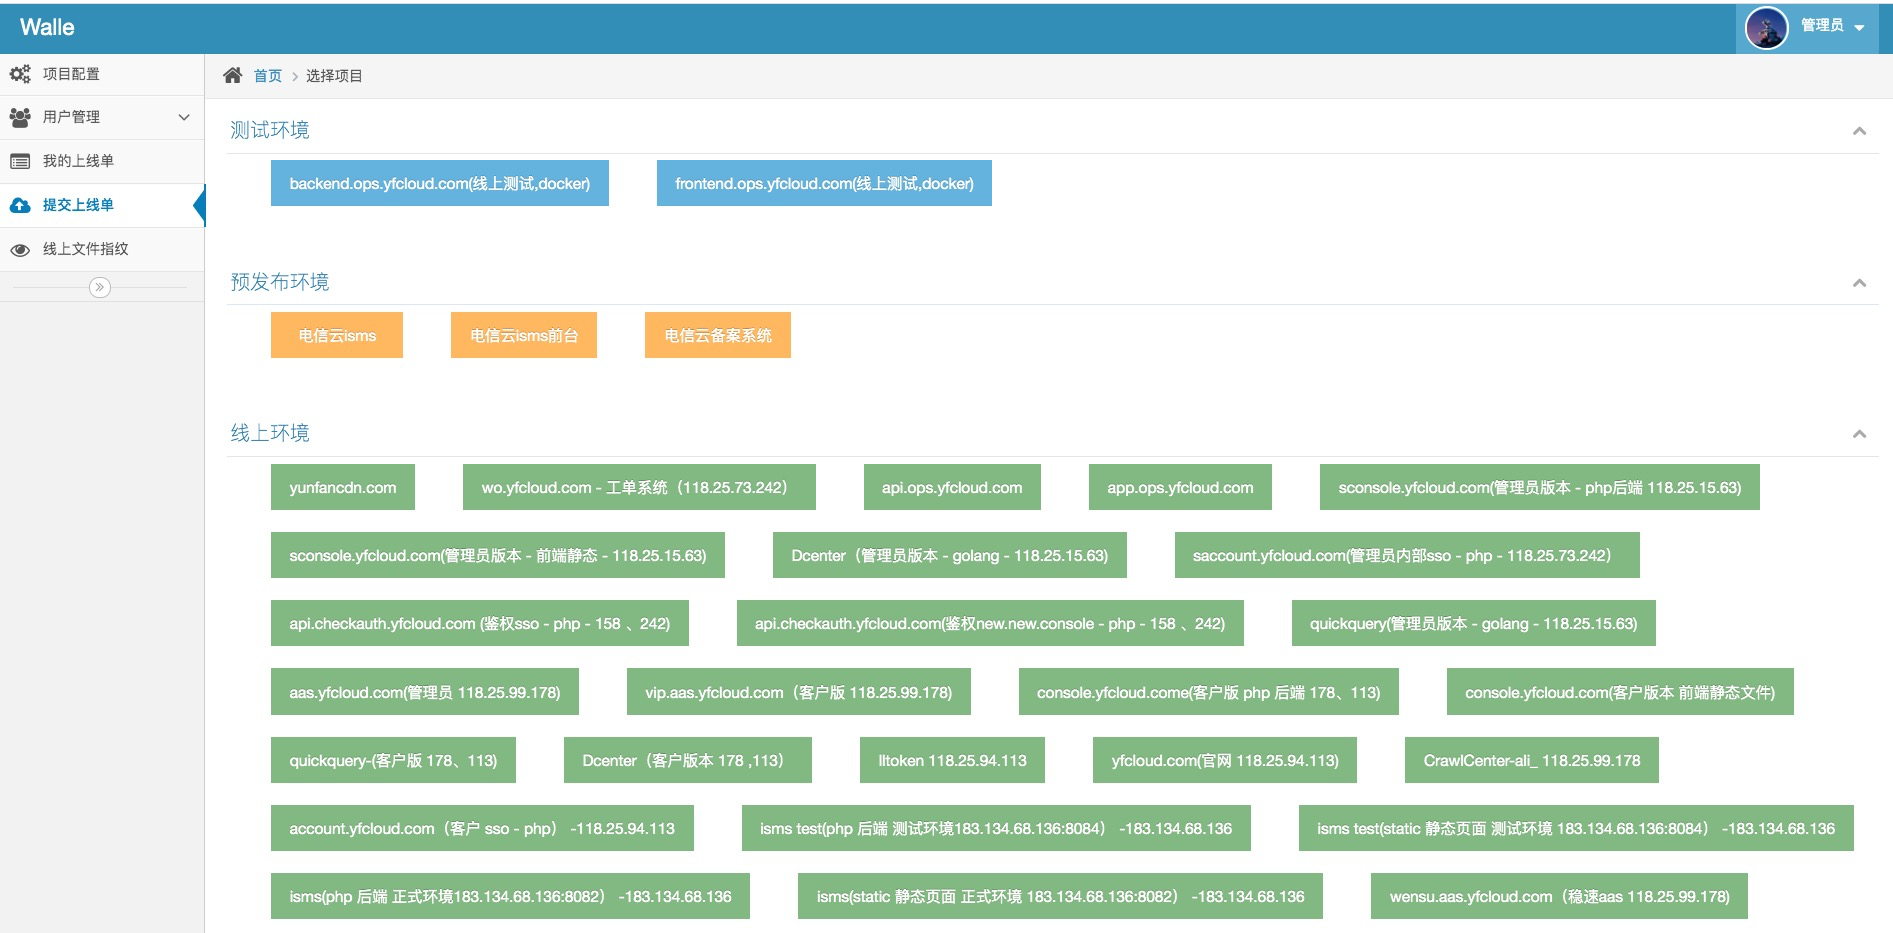 Walle
管理员
项目配置
用户管理
我的上线单
提交上线单
线上文件指纹
首页 > 选择项目
测试环境
backend.ops.yfcloud.com(线上测试,docker)
frontend.ops.yfcloud.com(线上测试,docker)
预发布环境
电信云isms
电信云isms前台
电信云备案系统
线上环境
yunfancdn.com
wo.yfcloud.com - 工单系统（118.25.73.242）
api.ops.yfcloud.com
app.ops.yfcloud.com
sconsole.yfcloud.com(管理员版本 - php后端 118.25.15.63)
sconsole.yfcloud.com(管理员版本 - 前端静态 - 118.25.15.63)
Dcenter（管理员版本 - golang - 118.25.15.63)
saccount.yfcloud.com(管理员内部sso - php - 118.25.73.242）
api.checkauth.yfcloud.com (鉴权sso - php - 158 、242)
api.checkauth.yfcloud.com(鉴权new.new.console - php - 158 、242)
quickquery(管理员版本 - golang - 118.25.15.63)
aas.yfcloud.com(管理员 118.25.99.178)
vip.aas.yfcloud.com（客户版 118.25.99.178)
console.yfcloud.come(客户版 php 后端 178、113)
console.yfcloud.com(客户版本 前端静态文件)
quickquery-(客户版 178、113)
Dcenter（客户版本 178 ,113）
lltoken 118.25.94.113
yfcloud.com(官网 118.25.94.113)
CrawlCenter-ali_ 118.25.99.178
account.yfcloud.com（客户 sso - php） -118.25.94.113
isms test(php 后端 测试环境183.134.68.136:8084） -183.134.68.136
isms test(static 静态页面 测试环境 183.134.68.136:8084） -183.134.68.136
isms(php 后端 正式环境183.134.68.136:8082） -183.134.68.136
isms(static 静态页面 正式环境 183.134.68.136:8082） -183.134.68.136
wensu.aas.yfcloud.com（稳速aas 118.25.99.178)